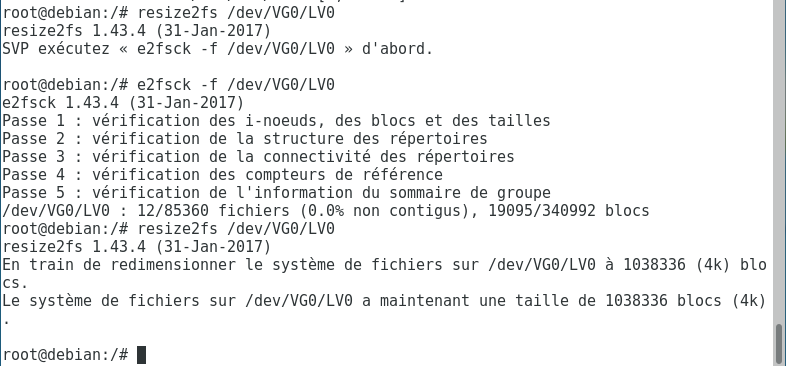 root@debian:/# resize2fs /dev/VG0/LV0
resize2fs 1.43.4 (31-Jan-2017)
SVP exécutez « e2fsck -f /dev/VG0/LV0 » d'abord.
root@debian:/# e2fsck -f /dev/VG0/LV0
e2fsck 1.43.4 (31-Jan-2017)
Passe 1 : vérification des i-noeuds, des blocs et des tailles
Passe 2 : vérification de la structure des répertoires
Passe 3 : vérification de la connectivité des répertoires
Passe 4 : vérification des compteurs de référence
Passe 5 : vérification de l'information du sommaire de groupe
/dev/VG0/LV0 : 12/85360 fichiers (0.0% non contigus), 19095/340992 blocs
root@debian:/# resize2fs /dev/VG0/LV0
resize2fs 1.43.4 (31-Jan-2017)
En train de redimensionner le système de fichiers sur /dev/VG0/LV0 à 1038336 (4k) blo
cs.
Le système de fichiers sur /dev/VG0/LV0 a maintenant une taille de 1038336 blocs (4k)
.
root@debian:/#